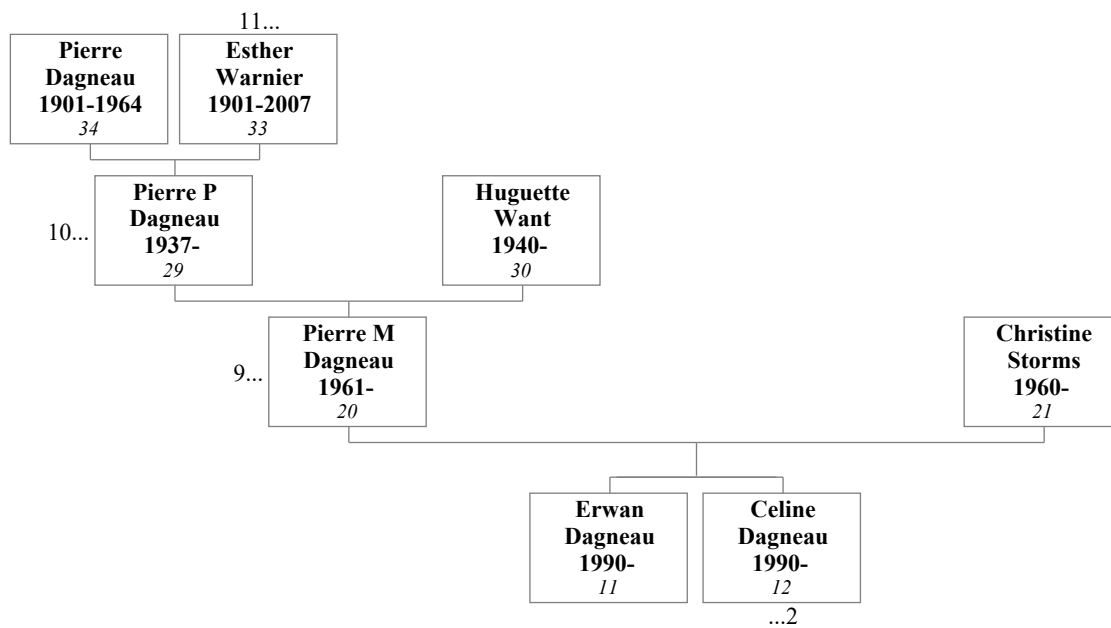 11...
Pierre
Dagneau
1901-1964
34
Esther
Warnier
1901-2007
33
10...
Pierre P
Dagneau
1937-
29
Huguette
Want
1940-
30
9...
Pierre M
Dagneau
1961-
20
Christine
Storms
1960-
21
Erwan
Dagneau
1990-
11
Celine
Dagneau
1990-
12
...2